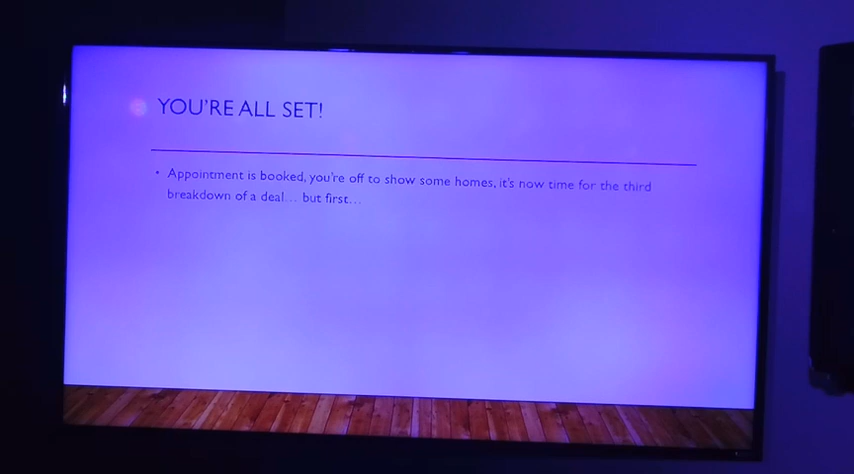 YOU'RE ALL SET!
• Appointment is booked, you're off to show some homes, it's now time for the third
breakdown of a deal... but first...